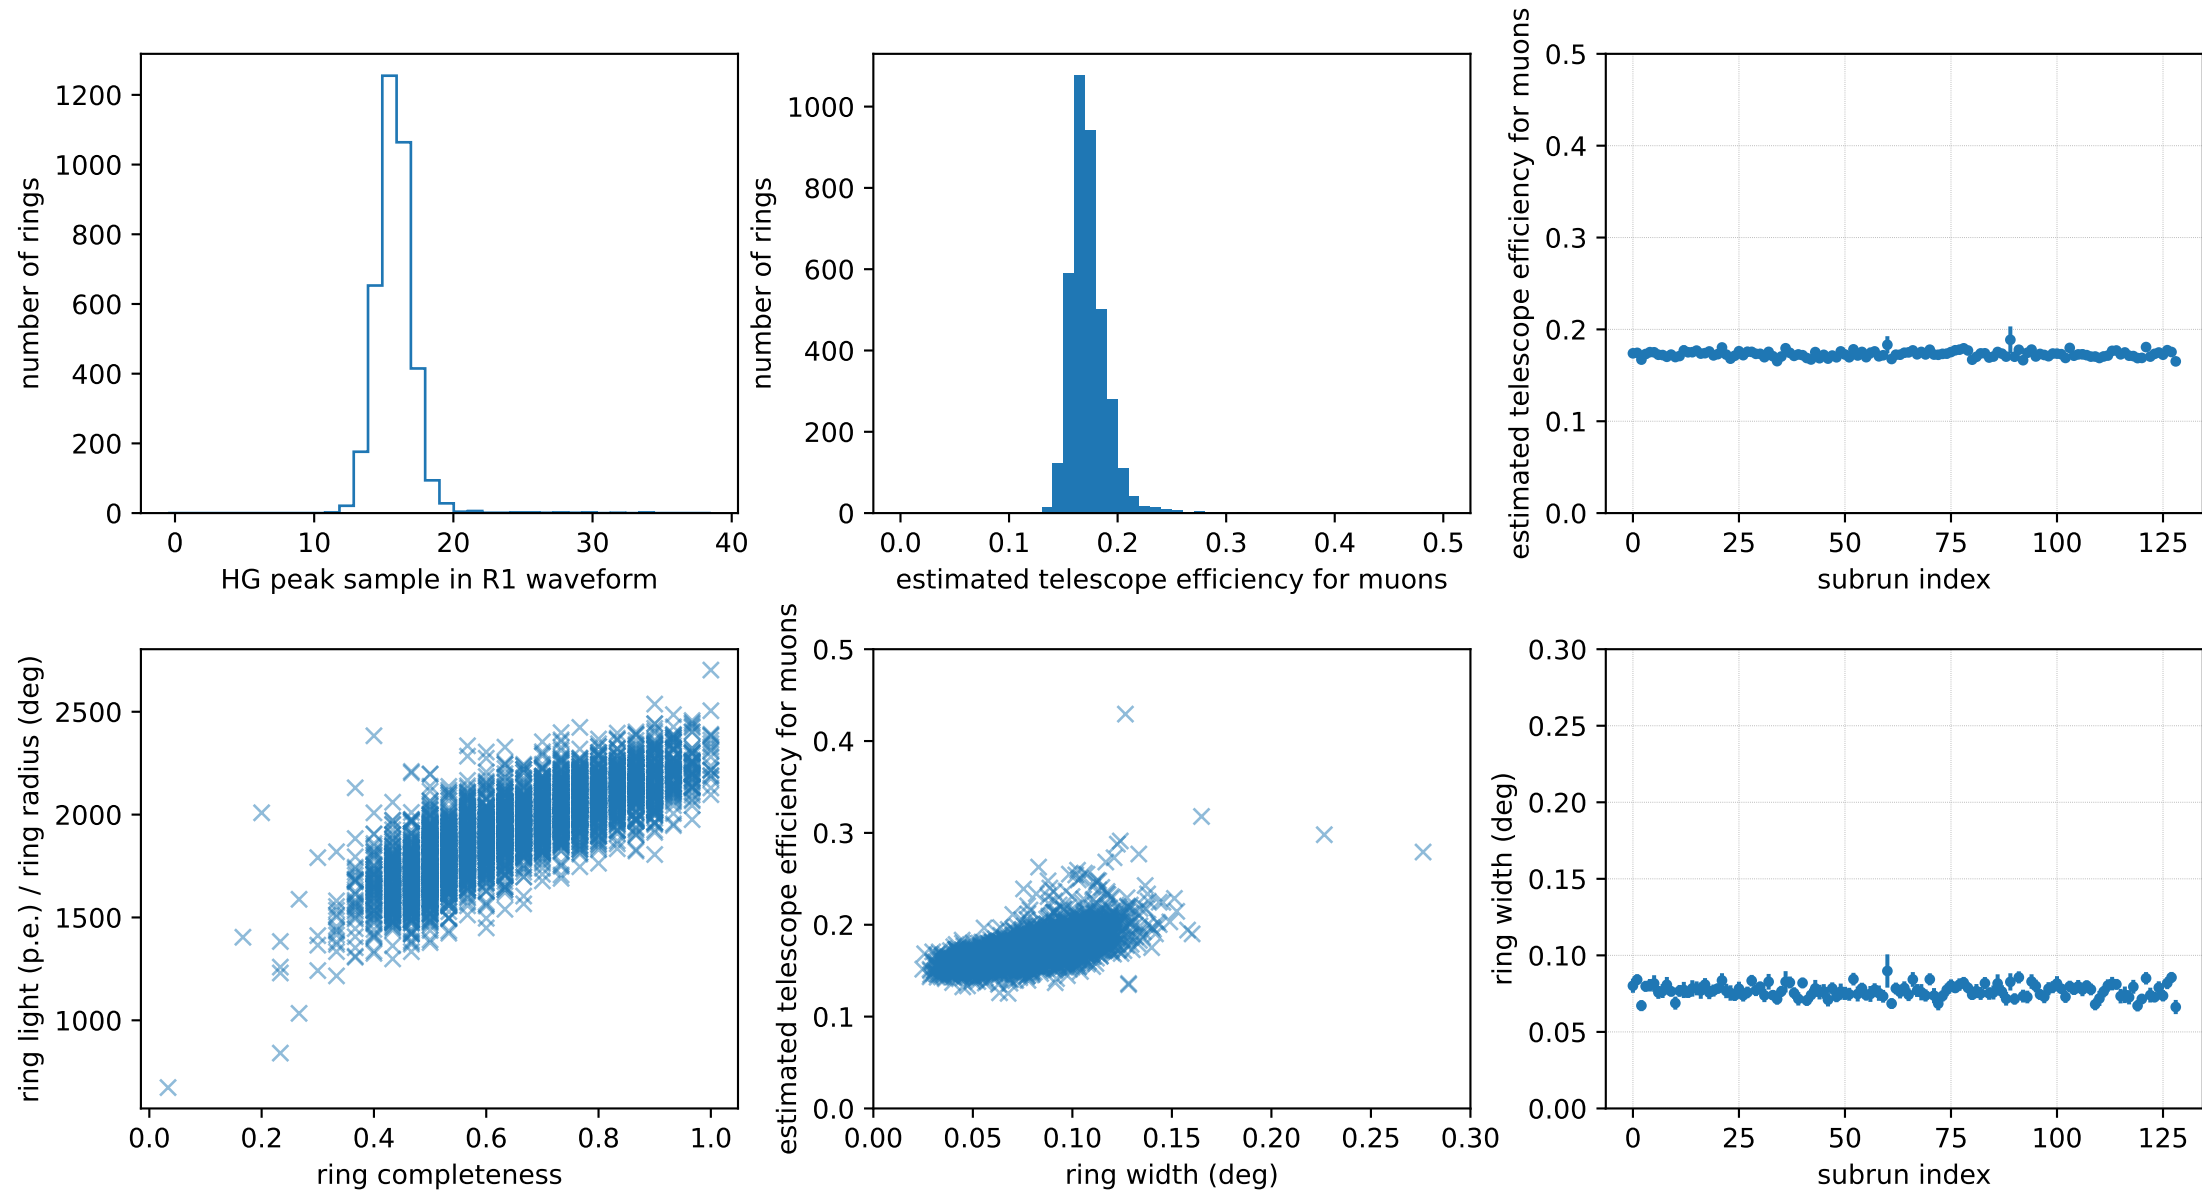 number of rings
1200
1000
800
600
400
200
0
0 10 20 30 40
HG peak sample in R1 waveform
number of rings
1000
800
600
400
200
0
0.0 0.1 0.2 0.3 0.4 0.5
estimated telescope efficiency for muons
estimated telescope efficiency for muons
0.5
0.4
0.3
0.2
0.1
0.0
0 25 50 75 100 125
subrun index
ring light (p.e.) / ring radius (deg)
2500
2000
1500
1000
0.0 0.2 0.4 0.6 0.8 1.0
ring completeness
estimated telescope efficiency for muons
0.5
0.4
0.3
0.2
0.1
0.0
0.00 0.05 0.10 0.15 0.20 0.25 0.30
ring width (deg)
ring width (deg)
0.30
0.25
0.20
0.15
0.10
0.05
0.00
0 25 50 75 100 125
subrun index